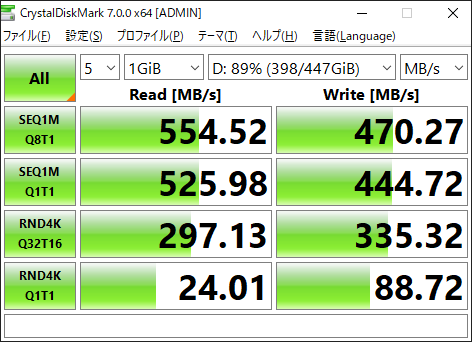 CrystalDiskMark 7.0.0 x64 [ADMIN]
ファイル(F) 設定(S) プロファイル(P) テーマ(T) ヘルプ(H) 言語(Language)
All 5 1GiB D: 89% (398/447GiB) MB/s
Read [MB/s] Write [MB/s]
SEQ1M
Q8T1 554.52 470.27
SEQ1M
Q1T1 525.98 444.72
RND4K
Q32T16 297.13 335.32
RND4K
Q1T1 24.01 88.72